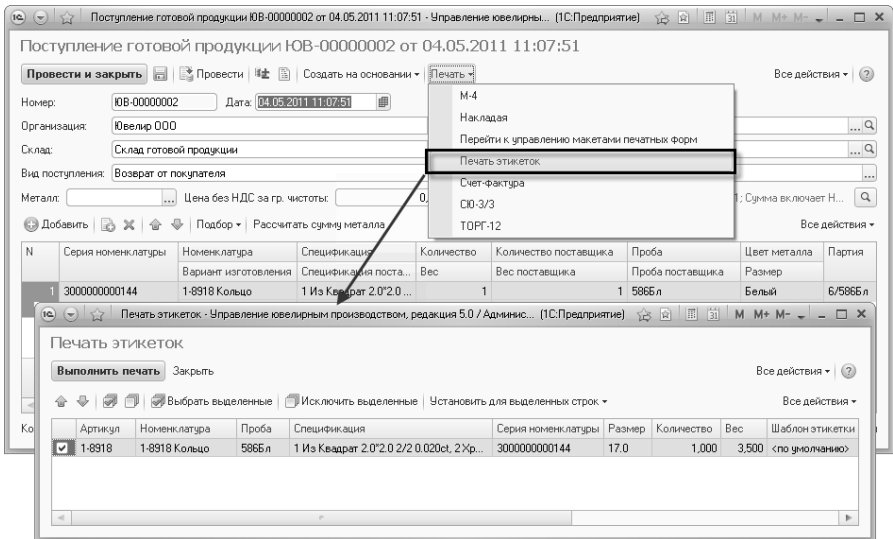 Поступление готовой продукции ЮВ-00000002 от 04.05.2011 11:07:51 - Управление ювелирны... (1С:Предприятие) M M+ M-
Поступление готовой продукции ЮВ-00000002 от 04.05.2011 11:07:51
Провести и закрыть Провести Создать на основании Печать Все действия
Номер: ЮВ-00000002 Дата: 04.05.2011 11:07:51
Организация: Ювелир ООО
Склад: Склад готовой продукции
Вид поступления: Возврат от покупателя
Металл: Цена без НДС за гр. чистоты: 0, 1; Сумма включает Н...
М-4
Накладая
Перейти к управлению макетами печатных форм
Печать этикеток
Счет-фактура
СЮ-3/3
ТОРГ-12
Добавить Подбор Рассчитать сумму металла Все действия
N Серия номенклатуры Номенклатура Спецификация Количество Количество поставщика Проба Цвет металла Партия
Вариант изготовления Спецификация поста... Вес Вес поставщика Проба поставщика Размер
1 3000000000144 1-8918 Кольцо 1 Из Квадрат 2.0*2.0 ... 1 1 586Бл Белый 6/586Бл
Печать этикеток - Управление ювелирным производством, редакция 5.0 / Админис... (1С:Предприятие) M M+ M-
Печать этикеток
Выполнить печать Закрыть Все действия
Выбрать выделенные Исключить выделенные Установить для выделенных строк Все действия
Ко
Артикул Номенклатура Проба Спецификация Серия номенклатуры Размер Количество Вес Шаблон этикетки
1-8918 1-8918 Кольцо 586Бл 1 Из Квадрат 2.0*2.0 2/2 0.020ct, 2 Хр... 3000000000144 17.0 1,000 3,500 <по умолчанию>